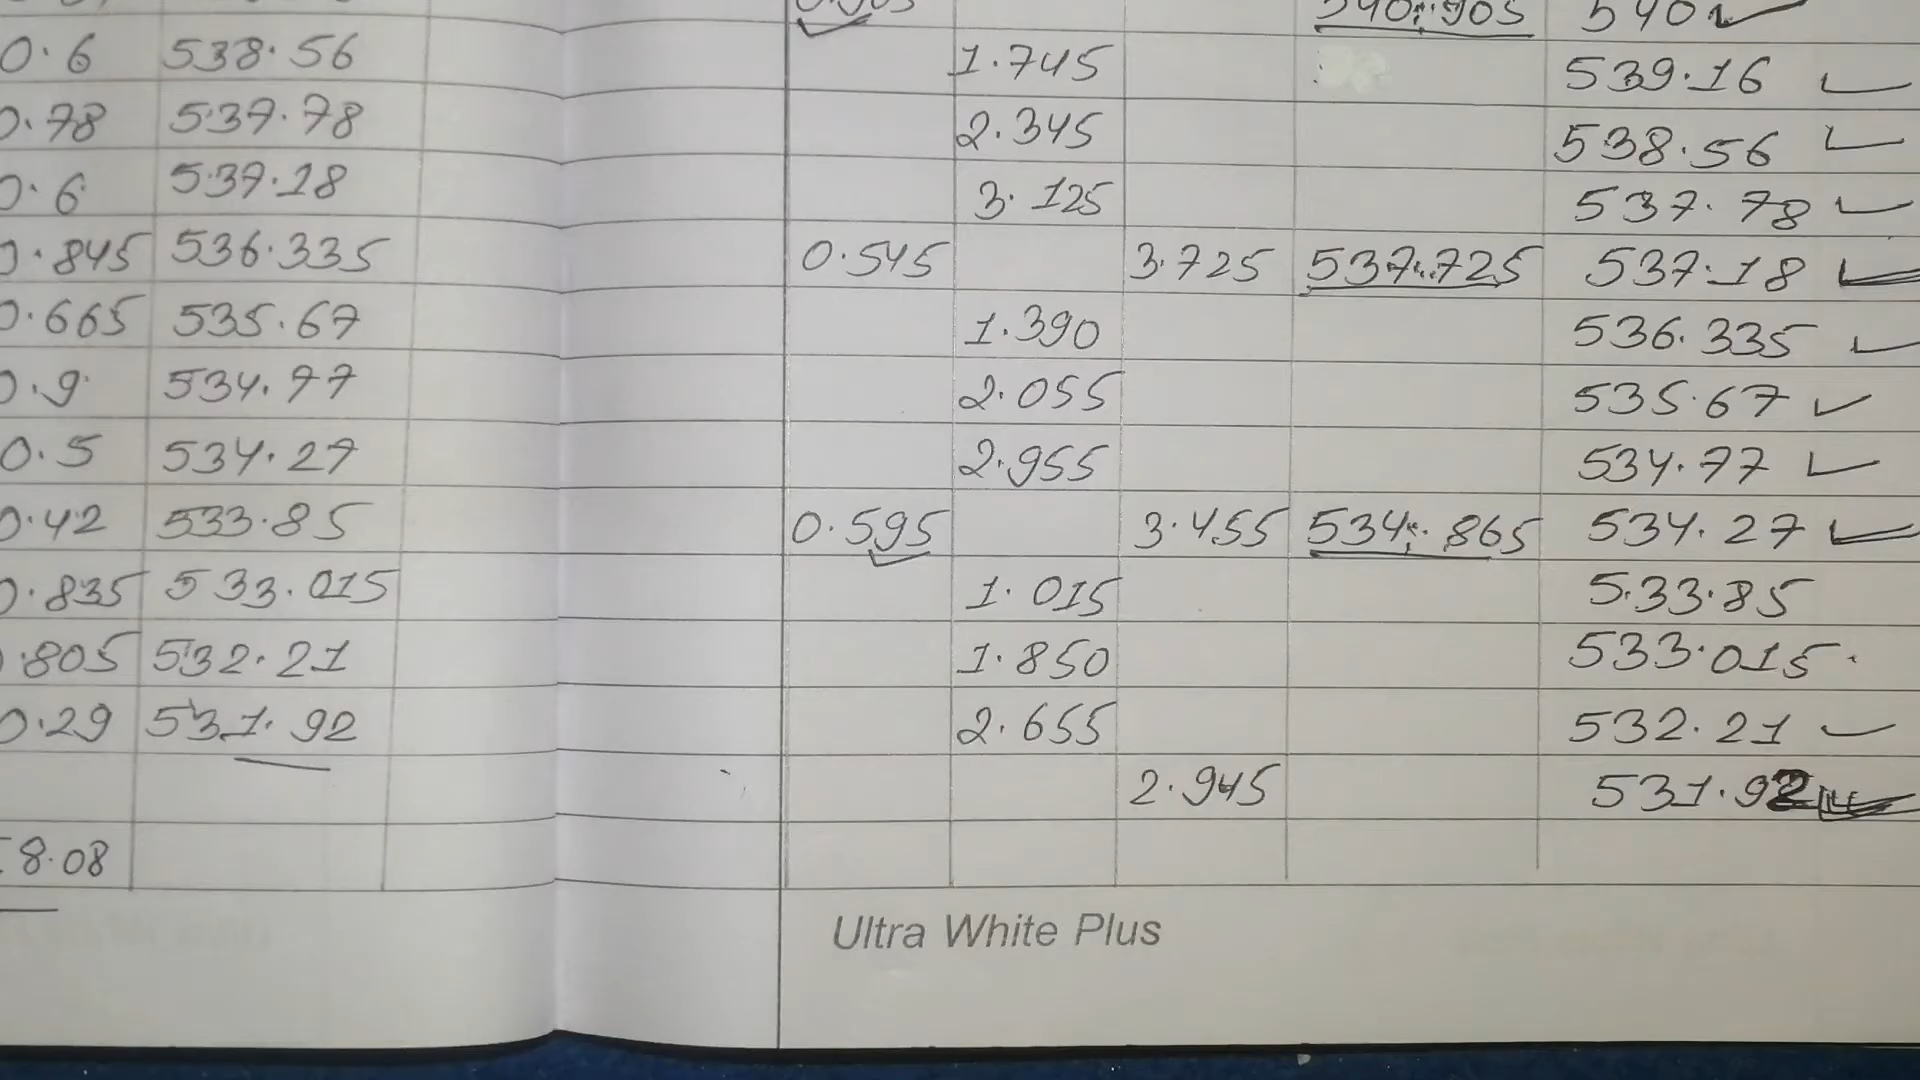 0.905 540.905 540
0.6 538.56 1.745 539.16
0.78 537.78 2.345 538.56
0.6 537.18 3.125 537.78
0.845 536.335 0.545 3.725 537.725 537.18
0.665 535.67 1.390 536.335
0.9 534.77 2.055 535.67
0.5 534.27 2.955 534.77
0.42 533.85 0.595 3.455 534.865 534.27
0.835 533.015 1.015 533.85
.805 532.21 1.850 533.015
0.29 531.92 2.655 532.21
2.945 531.92
8.08
Ultra White Plus